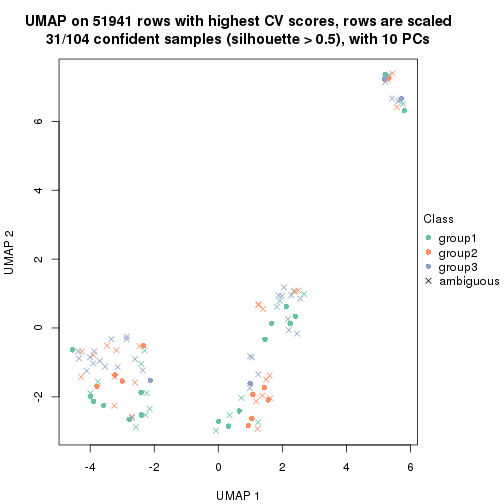 UMAP on 51941 rows with highest CV scores, rows are scaled
31/104 confident samples (silhouette > 0.5), with 10 PCs
6
4
2
0
-2
UMAP 2
-4
-2
0
2
4
6
UMAP 1
Class
group1
group2
group3
ambiguous